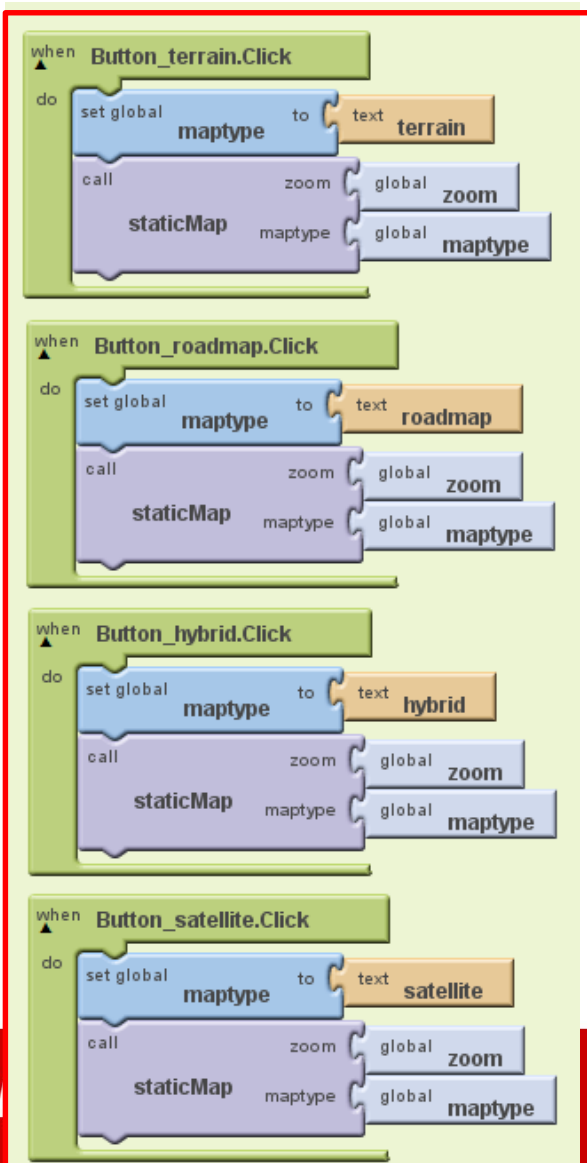 when Button_terrain.Click
do
set global maptype to text terrain
call staticMap zoom global zoom
maptype global maptype
when Button_roadmap.Click
do
set global maptype to text roadmap
call staticMap zoom global zoom
maptype global maptype
when Button_hybrid.Click
do
set global maptype to text hybrid
call staticMap zoom global zoom
maptype global maptype
when Button_satellite.Click
do
set global maptype to text satellite
call staticMap zoom global zoom
maptype global maptype